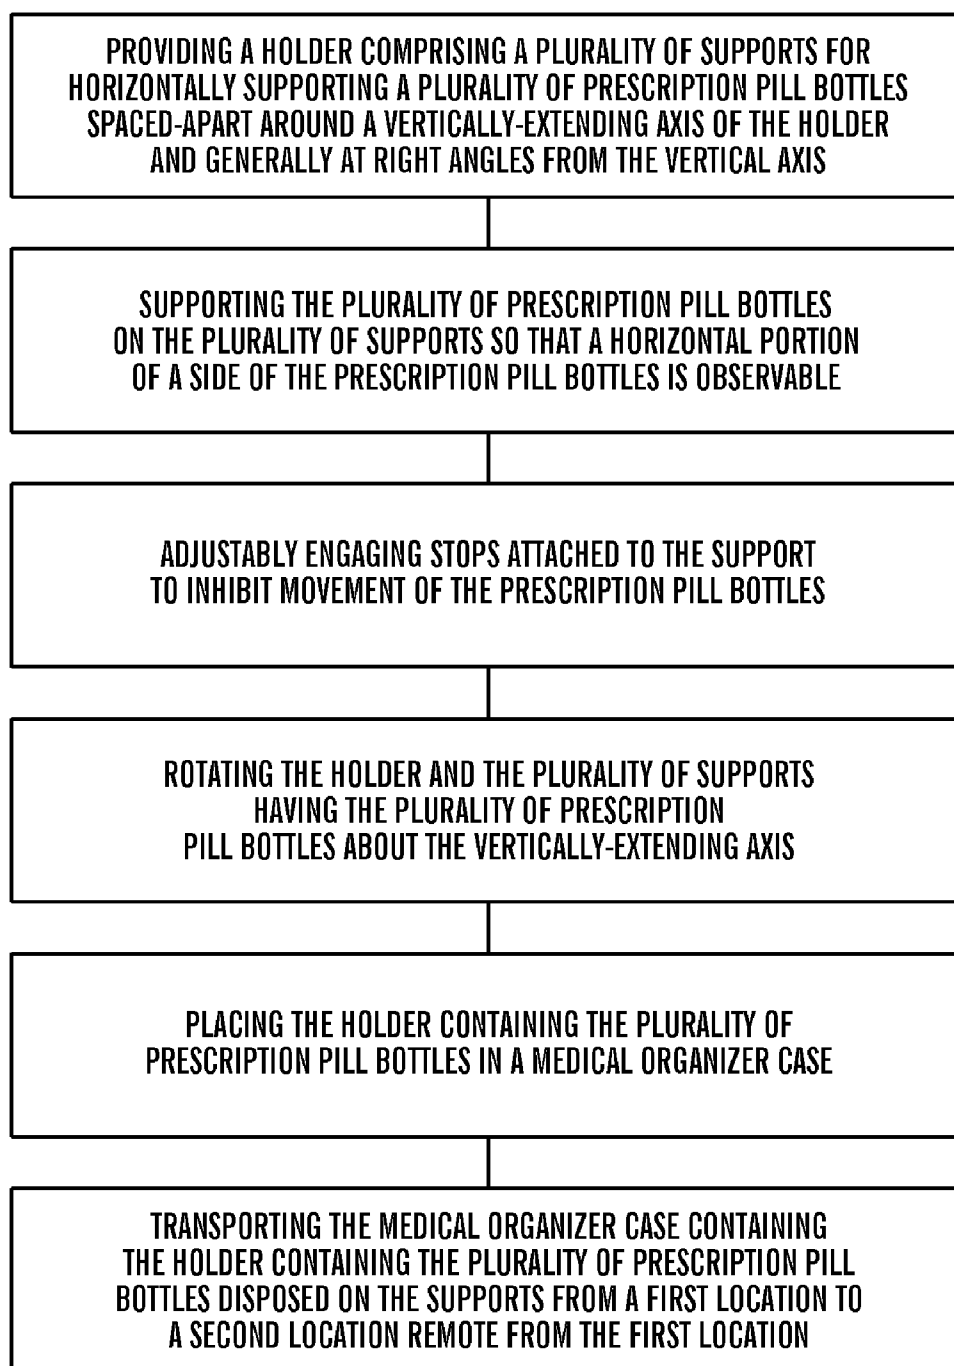 PROVIDING A HOLDER COMPRISING A PLURALITY OF SUPPORTS FOR
HORIZONTALLY SUPPORTING A PLURALITY OF PRESCRIPTION PILL BOTTLES
SPACED-APART AROUND A VERTICALLY-EXTENDING AXIS OF THE HOLDER
AND GENERALLY AT RIGHT ANGLES FROM THE VERTICAL AXIS
SUPPORTING THE PLURALITY OF PRESCRIPTION PILL BOTTLES
ON THE PLURALITY OF SUPPORTS SO THAT A HORIZONTAL PORTION
OF A SIDE OF THE PRESCRIPTION PILL BOTTLES IS OBSERVABLE
ADJUSTABLY ENGAGING STOPS ATTACHED TO THE SUPPORT
TO INHIBIT MOVEMENT OF THE PRESCRIPTION PILL BOTTLES
ROTATING THE HOLDER AND THE PLURALITY OF SUPPORTS
HAVING THE PLURALITY OF PRESCRIPTION
PILL BOTTLES ABOUT THE VERTICALLY-EXTENDING AXIS
PLACING THE HOLDER CONTAINING THE PLURALITY OF
PRESCRIPTION PILL BOTTLES IN A MEDICAL ORGANIZER CASE
TRANSPORTING THE MEDICAL ORGANIZER CASE CONTAINING
THE HOLDER CONTAINING THE PLURALITY OF PRESCRIPTION PILL
BOTTLES DISPOSED ON THE SUPPORTS FROM A FIRST LOCATION TO
A SECOND LOCATION REMOTE FROM THE FIRST LOCATION